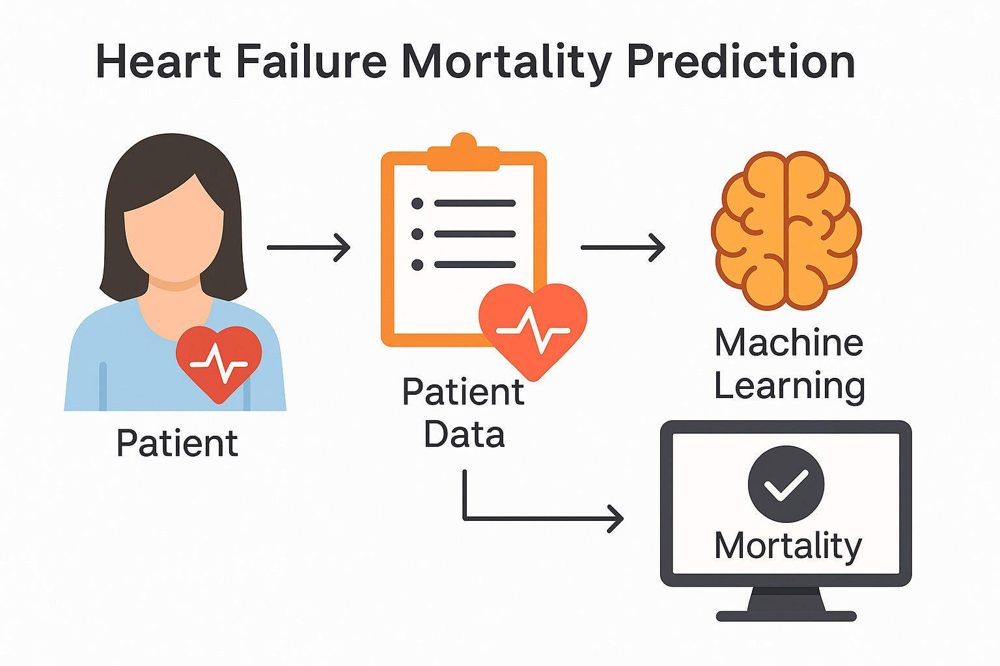 Heart Failure Mortality Prediction
Patient
Patient
Data
Machine
Learning
Mortality